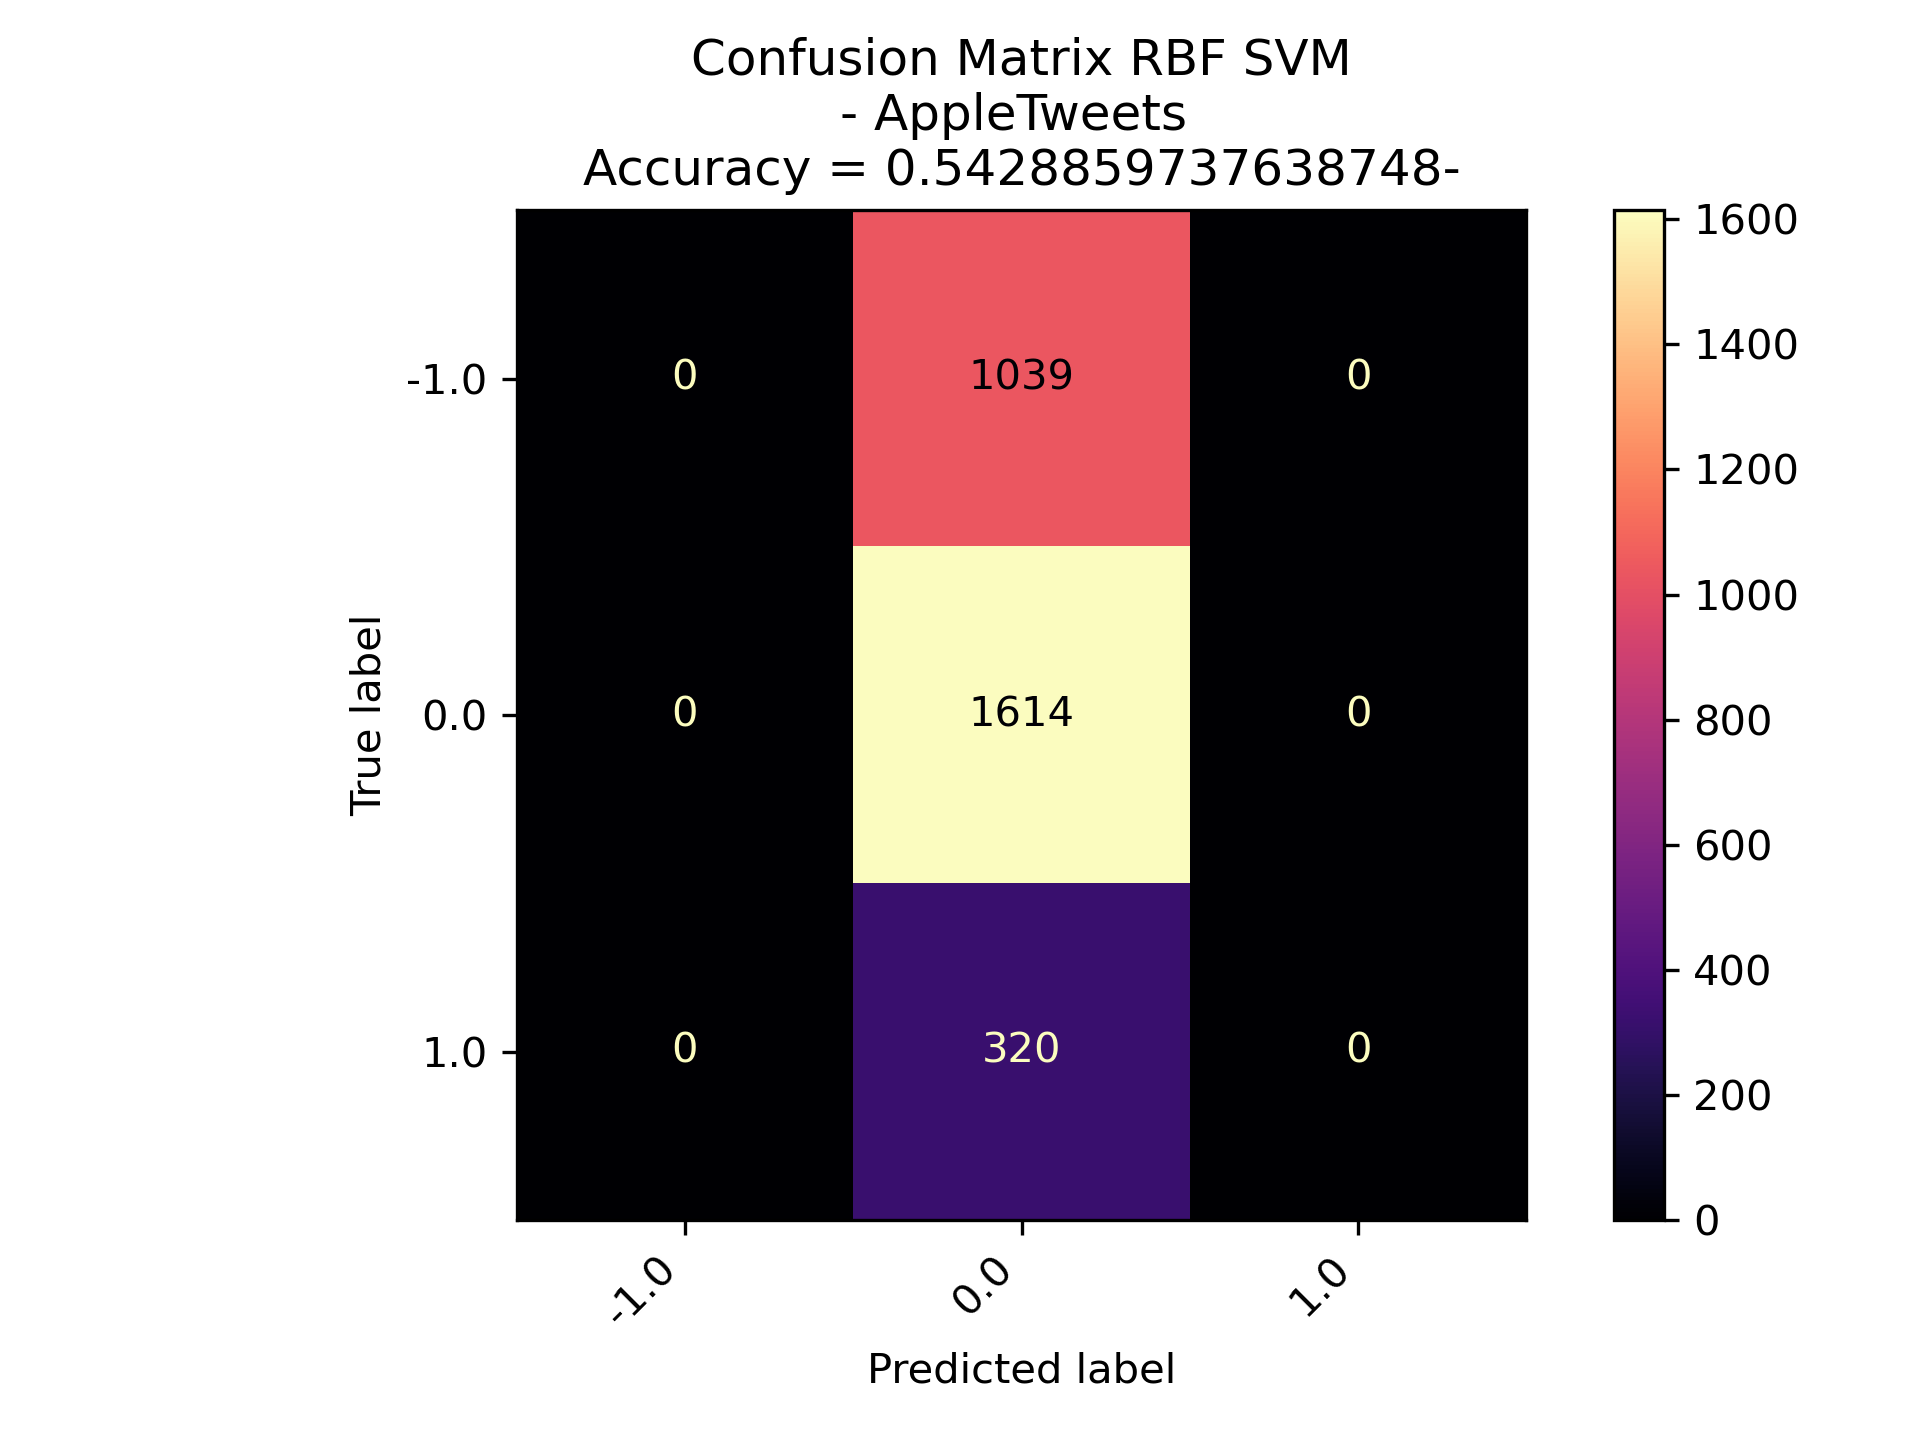 Confusion Matrix RBF SVM
- AppleTweets
Accuracy = 0.5428859737638748-
True label
-1.0
0.0
1.0
0 1039 0
0 1614 0
0 320 0
-1.0 0.0 1.0
Predicted label
1600
1400
1200
1000
800
600
400
200
0